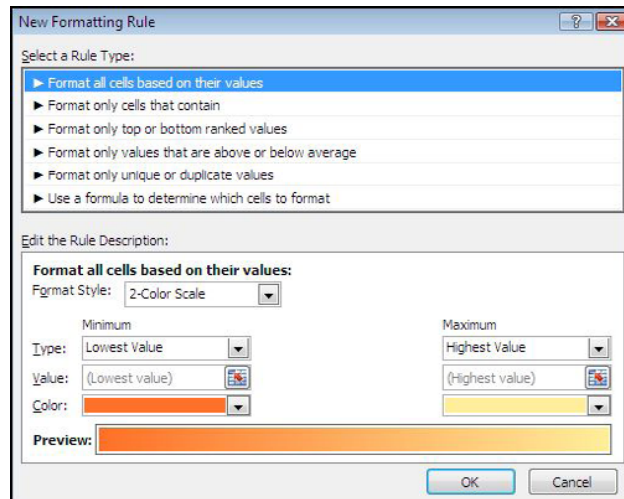 New Formatting Rule
Select a Rule Type:
► Format all cells based on their values
► Format only cells that contain
► Format only top or bottom ranked values
► Format only values that are above or below average
► Format only unique or duplicate values
► Use a formula to determine which cells to format
Edit the Rule Description:
Format all cells based on their values:
Format Style: 2-Color Scale
Minimum Maximum
Type: Lowest Value Highest Value
Value: (Lowest value) (Highest value)
Color:
Preview:
OK Cancel